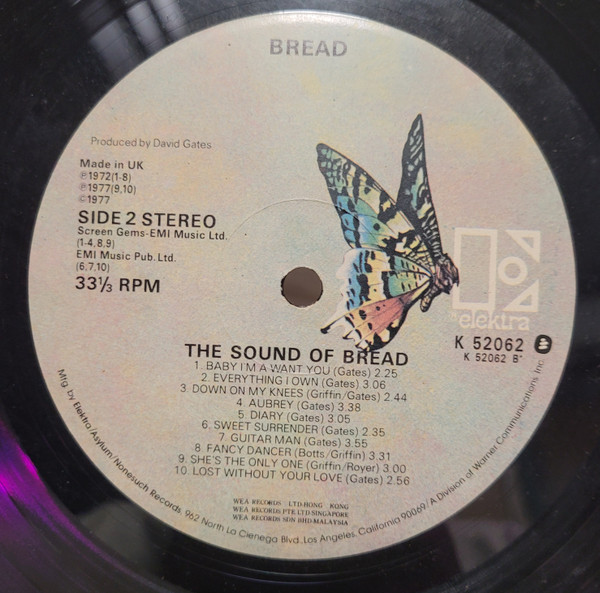 BREAD
Produced by David Gates
Made in UK
℗1972(1-8)
℗1977(9,10)
©1977
SIDE 2 STEREO
Screen Gems-EMI Music Ltd.
(1-4,8,9)
EMI Music Pub. Ltd.
(6,7,10)
33⅓ RPM
elektra
K 52062 W
K 52062 B
THE SOUND OF BREAD
1. BABY I'M A WANT YOU (Gates) 2.25
2. EVERYTHING I OWN (Gates) 3.06
3. DOWN ON MY KNEES (Griffin/Gates) 2.44
4. AUBREY (Gates) 3.38
5. DIARY (Gates) 3.05
6. SWEET SURRENDER (Gates) 2.35
7. GUITAR MAN (Gates) 3.55
8. FANCY DANCER (Botts/Griffin) 3.31
9. SHE'S THE ONLY ONE (Griffin/Royer) 3.00
10. LOST WITHOUT YOUR LOVE (Gates) 2.56
WEA RECORDS LTD-HONG KONG
WEA RECORDS PTE LTD SINGAPORE
WEA RECORDS SDN BHD-MALAYSIA
Mfg. by Elektra/Asylum/Nonesuch Records. 962 North La Cienega Blvd., Los Angeles, California 90069/A Division of Warner Communications Inc.